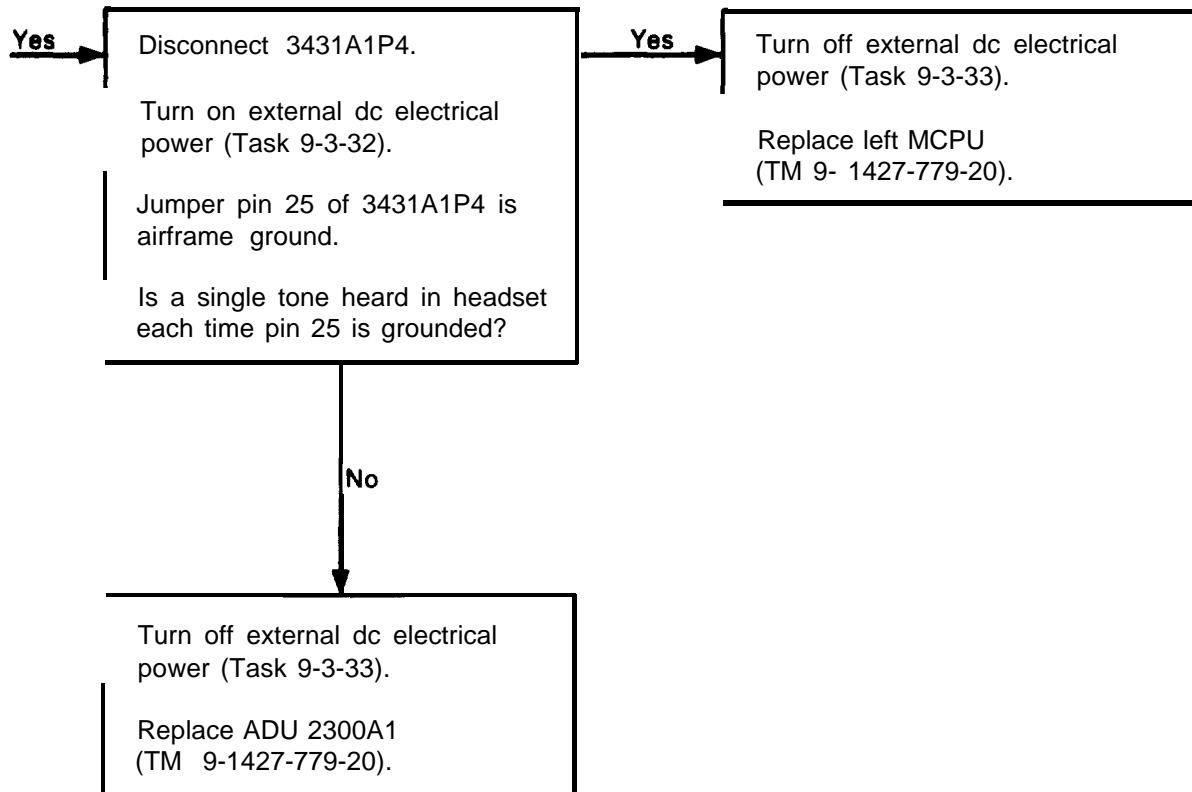 Yes
Disconnect 3431A1P4.
Turn on external dc electrical
power (Task 9-3-32).
Jumper pin 25 of 3431A1P4 is
airframe ground.
Is a single tone heard in headset
each time pin 25 is grounded?
Yes
Turn off external dc electrical
power (Task 9-3-33).
Replace left MCPU
(TM 9- 1427-779-20).
No
Turn off external dc electrical
power (Task 9-3-33).
Replace ADU 2300A1
(TM 9-1427-779-20).